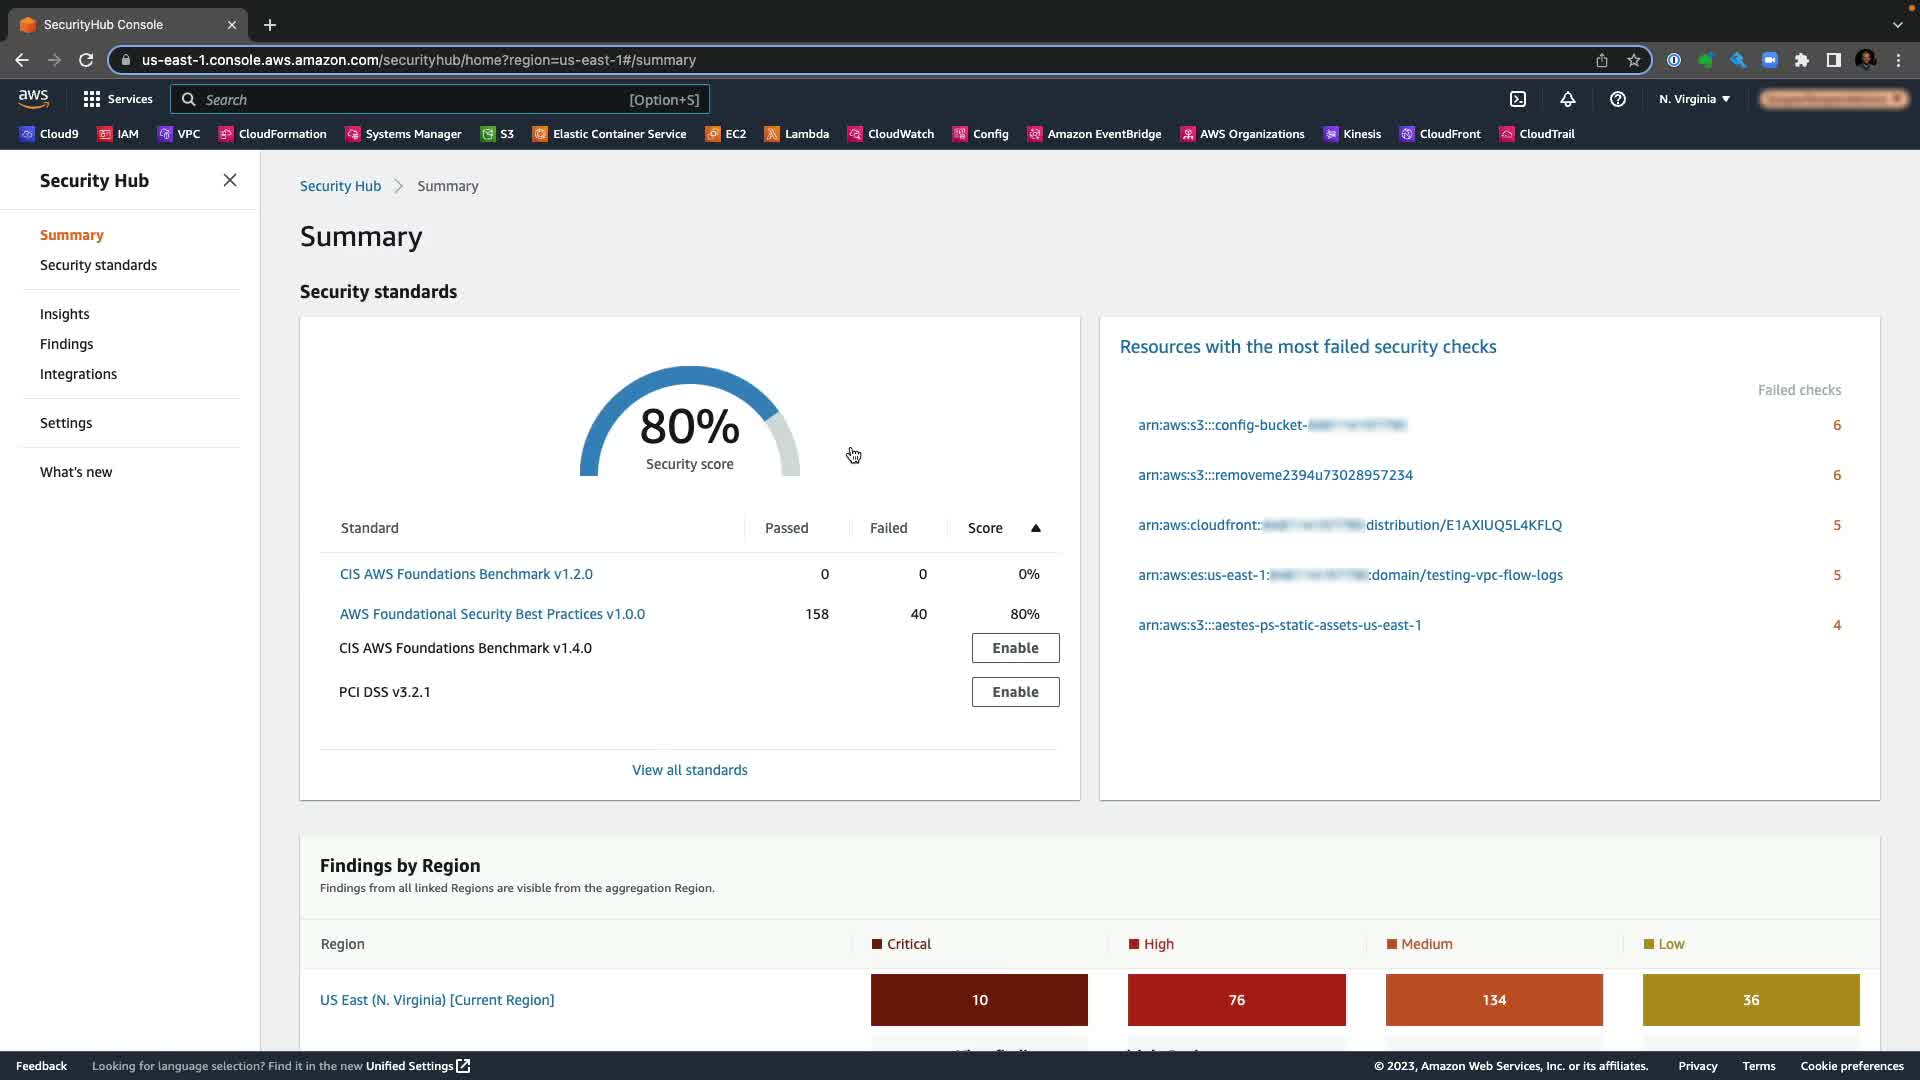 SecurityHub Console
us-east-1.console.aws.amazon.com/securityhub/home?region=us-east-1#/summary
aws Services Search [Option+S] N. Virginia
Cloud9 IAM VPC CloudFormation Systems Manager S3 Elastic Container Service EC2 Lambda CloudWatch Config Amazon EventBridge AWS Organizations Kinesis CloudFront CloudTrail
Security Hub
Summary
Security standards
Insights
Findings
Integrations
Settings
What's new
Security Hub Summary
Summary
Security standards
80%
Security score
Standard Passed Failed Score
CIS AWS Foundations Benchmark v1.2.0 0 0 0%
AWS Foundational Security Best Practices v1.0.0 158 40 80%
CIS AWS Foundations Benchmark v1.4.0 Enable
PCI DSS v3.2.1 Enable
View all standards
Resources with the most failed security checks
Failed checks
arn:aws:s3:::config-bucket- 6
arn:aws:s3:::removeme2394u73028957234 6
arn:aws:cloudfront: distribution/E1AXIUQ5L4KFLQ 5
arn:aws:es:us-east-1: :domain/testing-vpc-flow-logs 5
arn:aws:s3:::aestes-ps-static-assets-us-east-1 4
Findings by Region
Findings from all linked Regions are visible from the aggregation Region.
Region Critical High Medium Low
US East (N. Virginia) [Current Region] 10 76 134 36
Feedback Looking for language selection? Find it in the new Unified Settings © 2023, Amazon Web Services, Inc. or its affiliates. Privacy Terms Cookie preferences